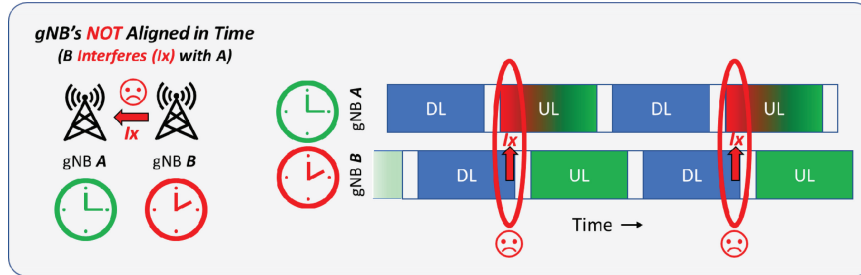 gNB's NOT Aligned in Time
(B Interferes (Ix) with A)
Ix
gNB A
gNB B
gNB A
DL
UL
DL
UL
Ix
Ix
gNB B
DL
UL
DL
UL
Time →